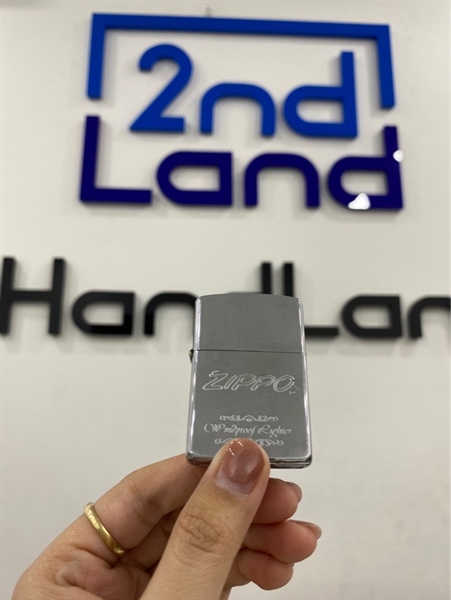 2nd
Land
HandLan
ZIPPO
Windproof Lighter